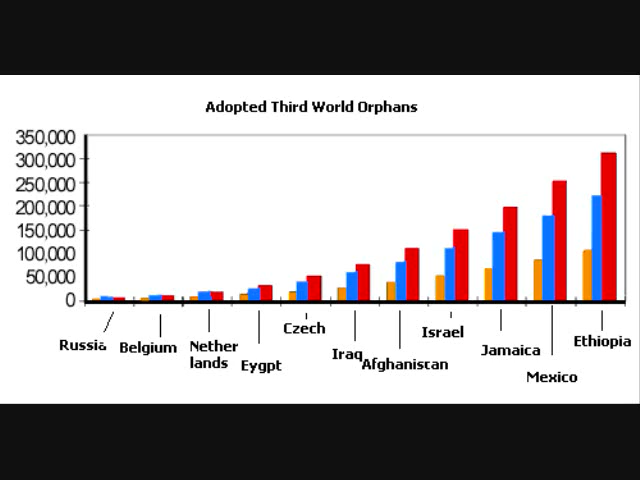 Adopted Third World Orphans
350,000
300,000
250,000
200,000
150,000
100,000
50,000
0
Russia
Belgium
Nether
lands
Eygpt
Czech
Iraq
Afghanistan
Israel
Jamaica
Mexico
Ethiopia